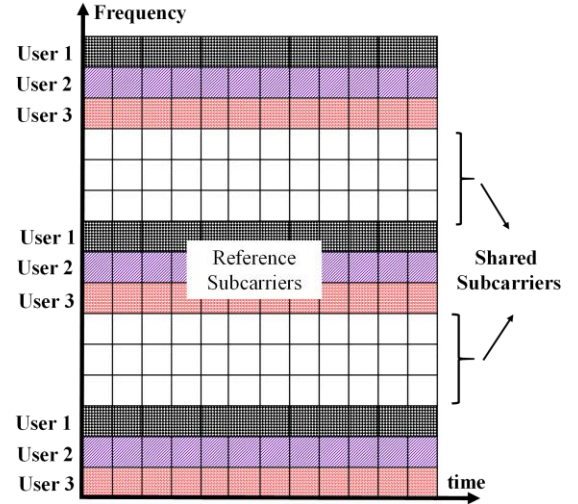 Frequency
User 1
User 2
User 3
User 1
User 2
User 3
Reference
Subcarriers
Shared
Subcarriers
User 1
User 2
User 3
time